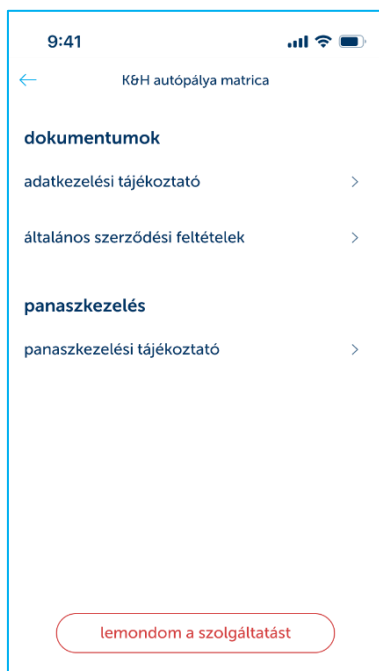 9:41
K&H autópálya matrica
dokumentumok
adatkezelési tájékoztató
általános szerződési feltételek
panaszkezelés
panaszkezelési tájékoztató
lemondom a szolgáltatást